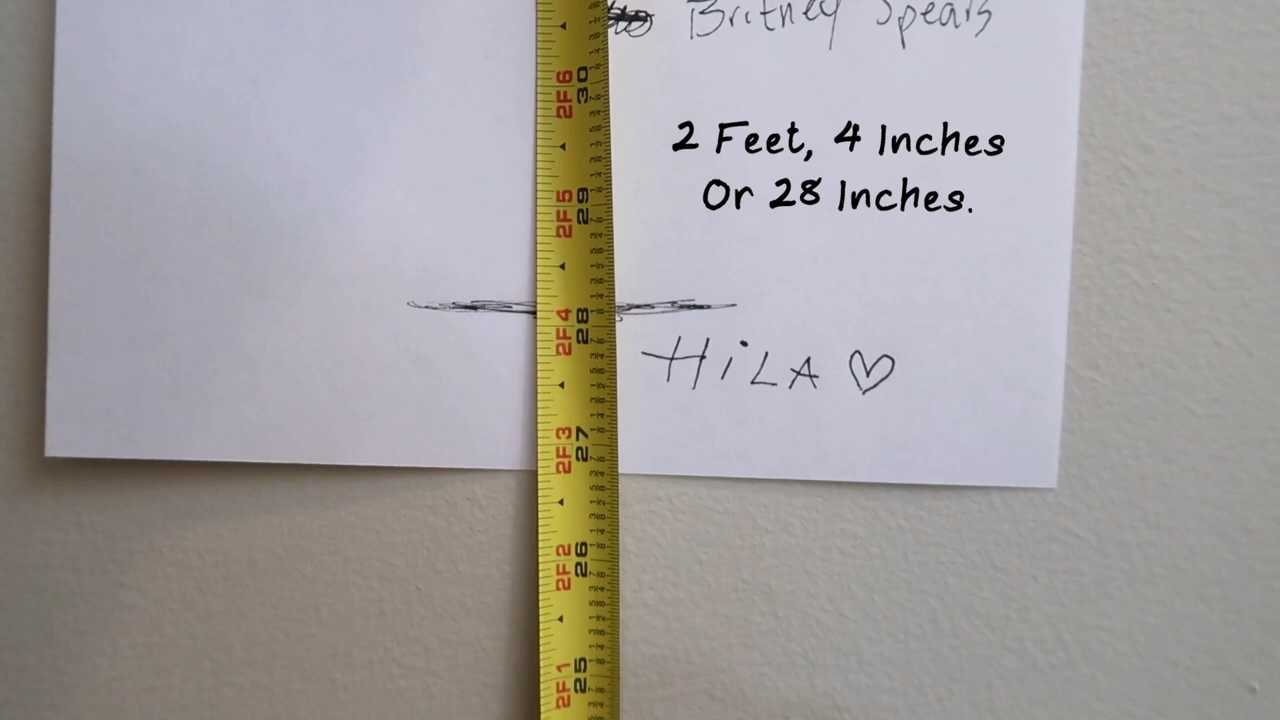 Britney Spears
2 Feet, 4 Inches
Or 28 Inches.
HiLA ♡
2F6 30
2F5 29
2F4 28
2F3 27
2F2 26
2F1 25